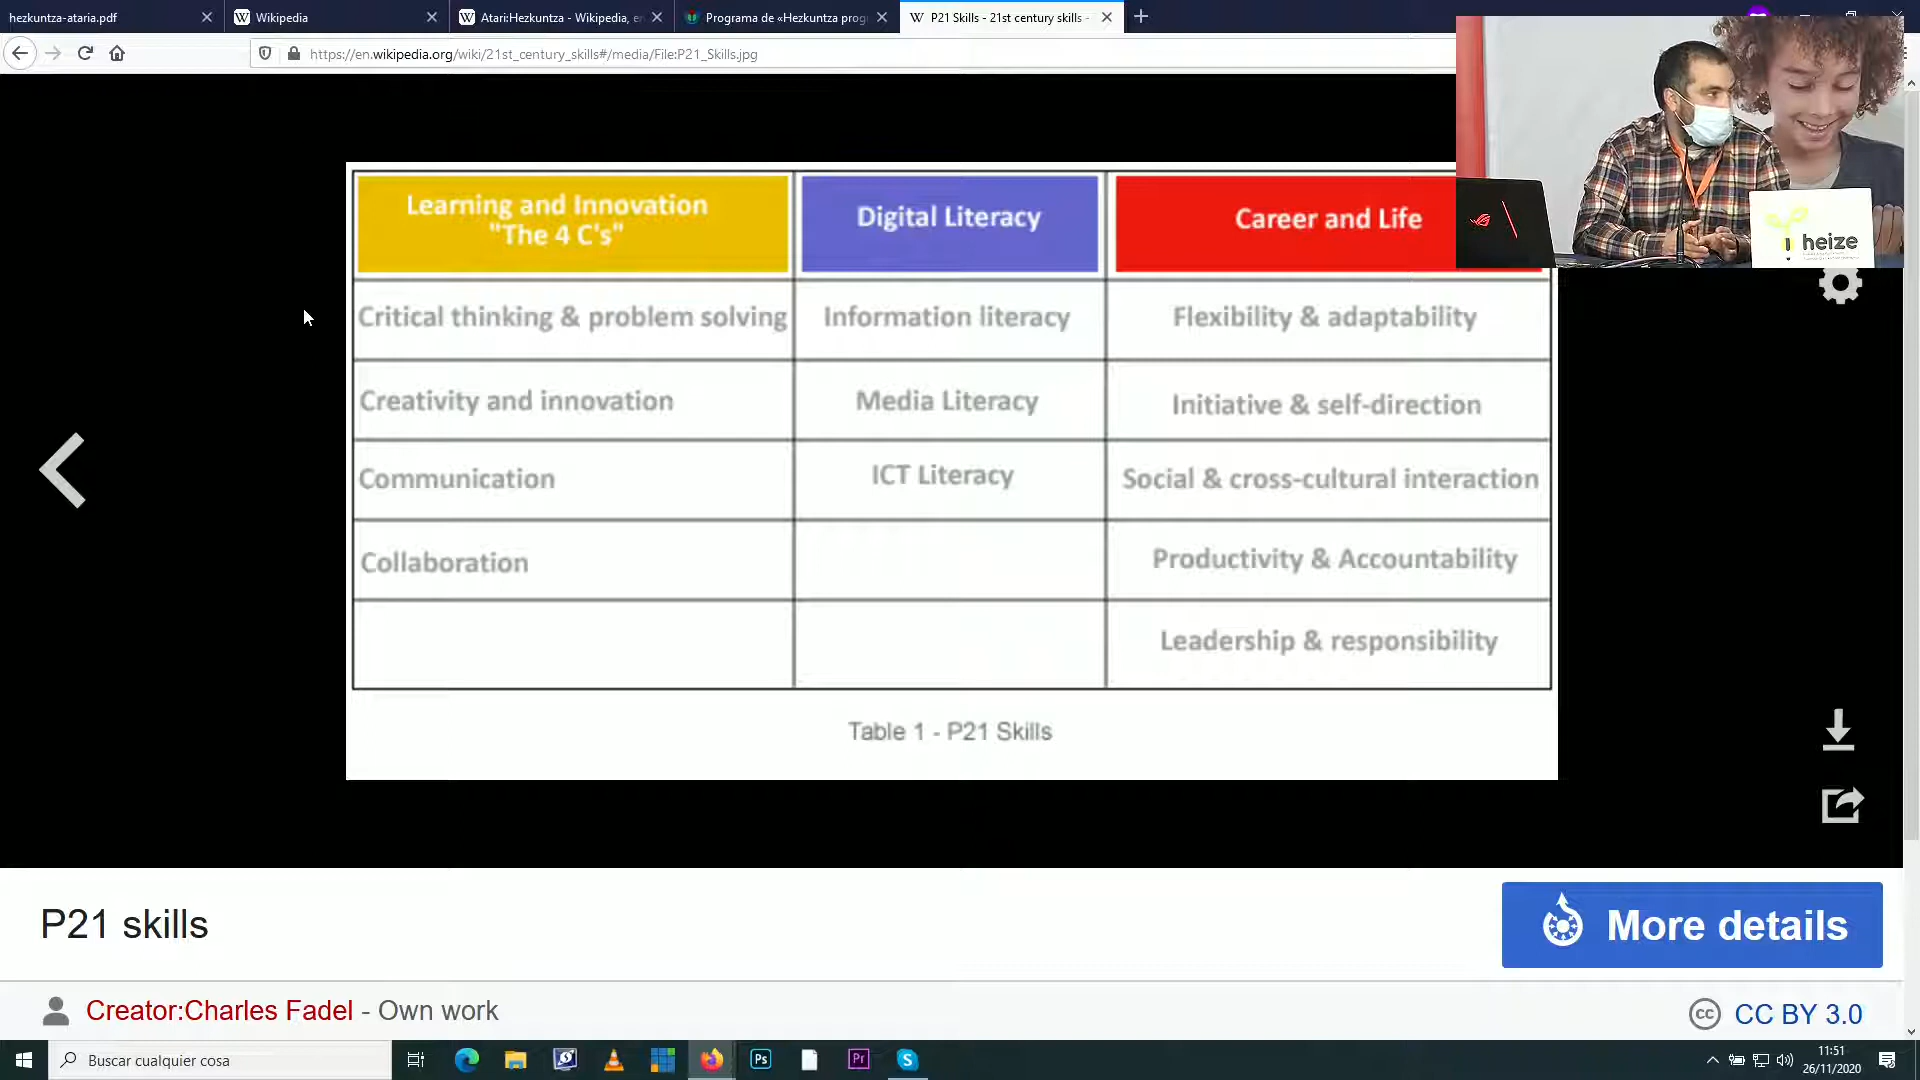 hezkuntza-ataria.pdf
Wikipedia
Atari:Hezkuntza - Wikipedia, en
Programa de «Hezkuntza prog
P21 Skills - 21st century skills -
https://en.wikipedia.org/wiki/21st_century_skills#/media/File:P21_Skills.jpg
heize
Learning and Innovation
"The 4 C's"
Digital Literacy
Career and Life
Critical thinking & problem solving
Information literacy
Flexibility & adaptability
Creativity and innovation
Media Literacy
Initiative & self-direction
Communication
ICT Literacy
Social & cross-cultural interaction
Collaboration
Productivity & Accountability
Leadership & responsibility
Table 1 - P21 Skills
P21 skills
More details
Creator:Charles Fadel - Own work
cc
CC BY 3.0
Buscar cualquier cosa
Ps
Pr
S
11:51
26/11/2020